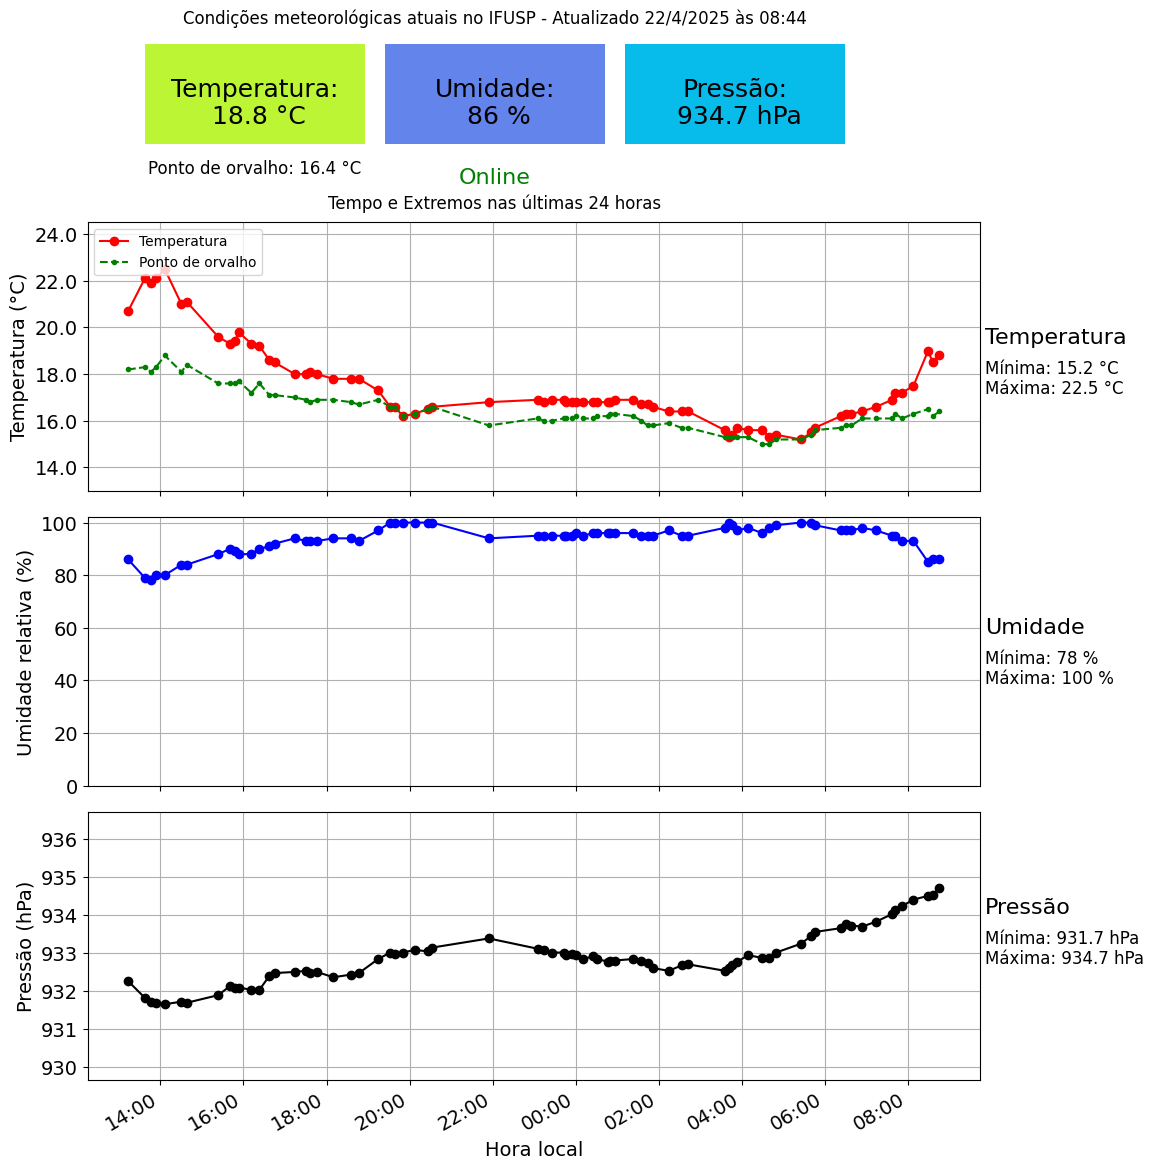 Condições meteorológicas atuais no IFUSP - Atualizado 22/4/2025 às 08:44
Temperatura:
18.8 °C
Umidade:
86 %
Pressão:
934.7 hPa
Ponto de orvalho: 16.4 °C
Online
Tempo e Extremos nas últimas 24 horas
Temperatura (°C)
24.0
22.0
20.0
18.0
16.0
14.0
Temperatura
Ponto de orvalho
Temperatura
Mínima: 15.2 °C
Máxima: 22.5 °C
Umidade relativa (%)
100
80
60
40
20
0
Umidade
Mínima: 78 %
Máxima: 100 %
Pressão (hPa)
936
935
934
933
932
931
930
Pressão
Mínima: 931.7 hPa
Máxima: 934.7 hPa
14:00
16:00
18:00
20:00
22:00
00:00
02:00
04:00
06:00
08:00
Hora local